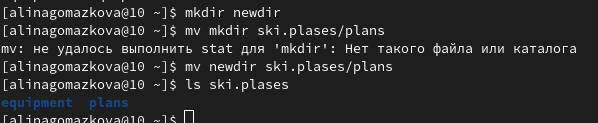 [alinagomazkova@10 ~]$ mkdir newdir
[alinagomazkova@10 ~]$ mv mkdir ski.plases/plans
mv: не удалось выполнить stat для 'mkdir': Нет такого файла или каталога
[alinagomazkova@10 ~]$ mv newdir ski.plases/plans
[alinagomazkova@10 ~]$ ls ski.plases
equipment  plans
[alinagomazkova@10 ~]$